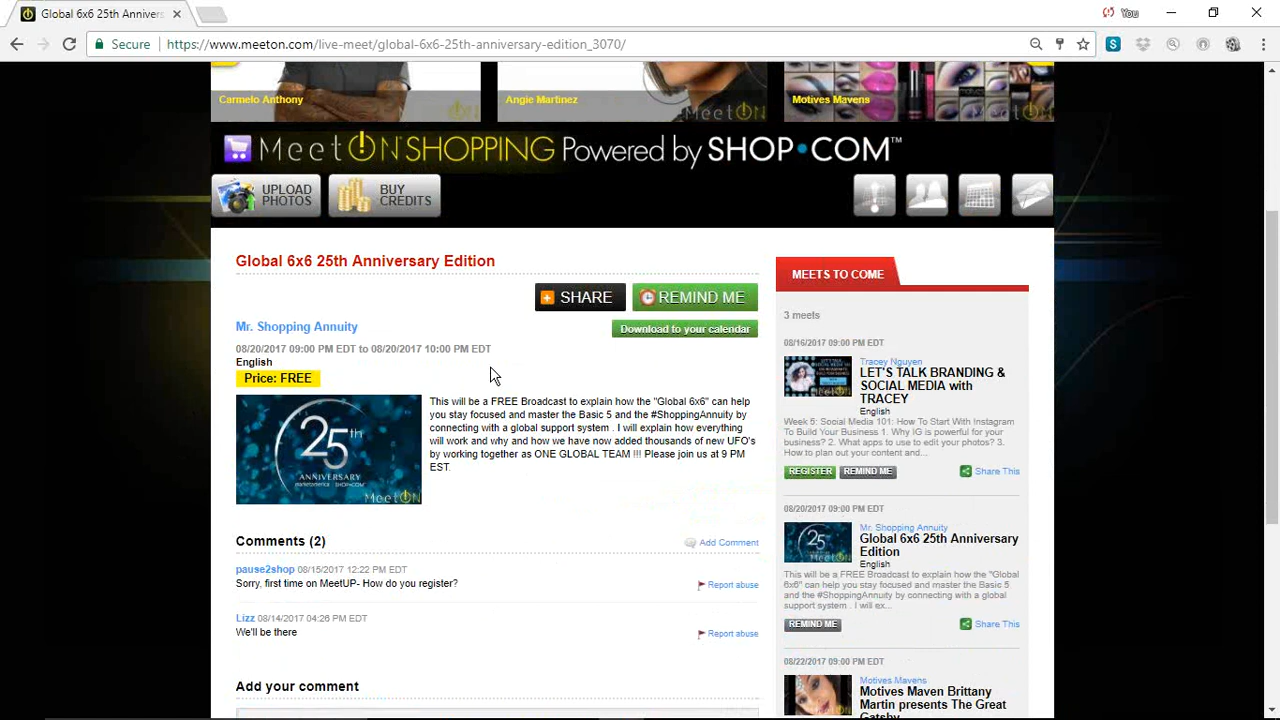 Global 6x6 25th Annivers
You
Secure
https://www.meeton.com/live-meet/global-6x6-25th-anniversary-edition_3070/
Carmelo Anthony
Angie Martinez
Motives Mavens
MeetON
MeetON
MeetON™SHOPPING Powered by SHOP•COM™
UPLOAD PHOTOS
BUY CREDITS
Global 6x6 25th Anniversary Edition
SHARE
REMIND ME
Mr. Shopping Annuity
Download to your calendar
08/20/2017 09:00 PM EDT to 08/20/2017 10:00 PM EDT
English
Price: FREE
25th
ANNIVERSARY
marketamerica SHOP.COM
MeetON
This will be a FREE Broadcast to explain how the "Global 6x6" can help
you stay focused and master the Basic 5 and the #ShoppingAnnuity by
connecting with a global support system . I will explain how everything
will work and why and how we have now added thousands of new UFO's
by working together as ONE GLOBAL TEAM !!! Please join us at 9 PM
EST.
Comments (2)
Add Comment
pause2shop 08/15/2017 12:22 PM EDT
Sorry, first time on MeetUP- How do you register?
Report abuse
Lizz 08/14/2017 04:26 PM EDT
We'll be there
Report abuse
Add your comment
MEETS TO COME
3 meets
08/16/2017 09:00 PM EDT
Tracey Nguyen
LET'S TALK BRANDING &
SOCIAL MEDIA with
TRACEY
English
Week 5: Social Media 101: How To Start With Instagram
To Build Your Business 1. Why IG is powerful for your
business? 2. What apps to use to edit your photos? 3.
How to plan out your content and...
REGISTER
REMIND ME
Share This
08/20/2017 09:00 PM EDT
Mr. Shopping Annuity
Global 6x6 25th Anniversary
Edition
English
This will be a FREE Broadcast to explain how the "Global
6x6" can help you stay focused and master the Basic 5
and the #ShoppingAnnuity by connecting with a global
support system . I will ex...
REMIND ME
Share This
08/22/2017 09:00 PM EDT
Motives Mavens
Motives Maven Brittany
Martin presents The Great
Gatsby